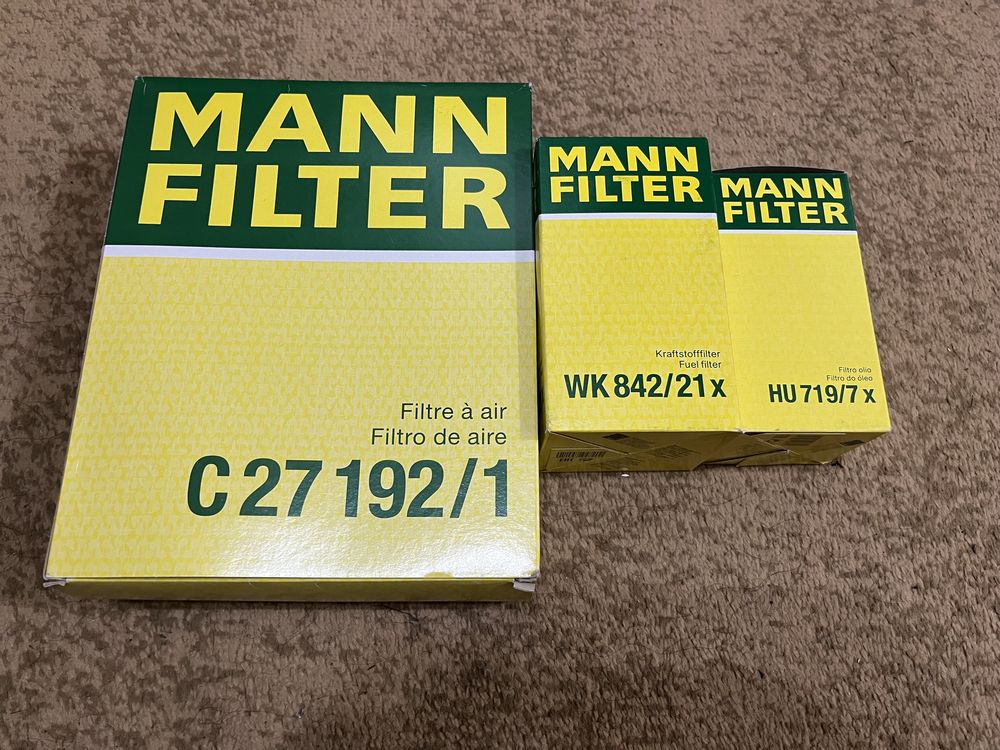 MANN
FILTER
Filtre à air
Filtro de aire
C 27 192/1
MANN
FILTER
Kraftstofffilter
Fuel filter
WK 842/21 x
MANN
FILTER
Filtro olio
Filtro do óleo
HU 719/7 x